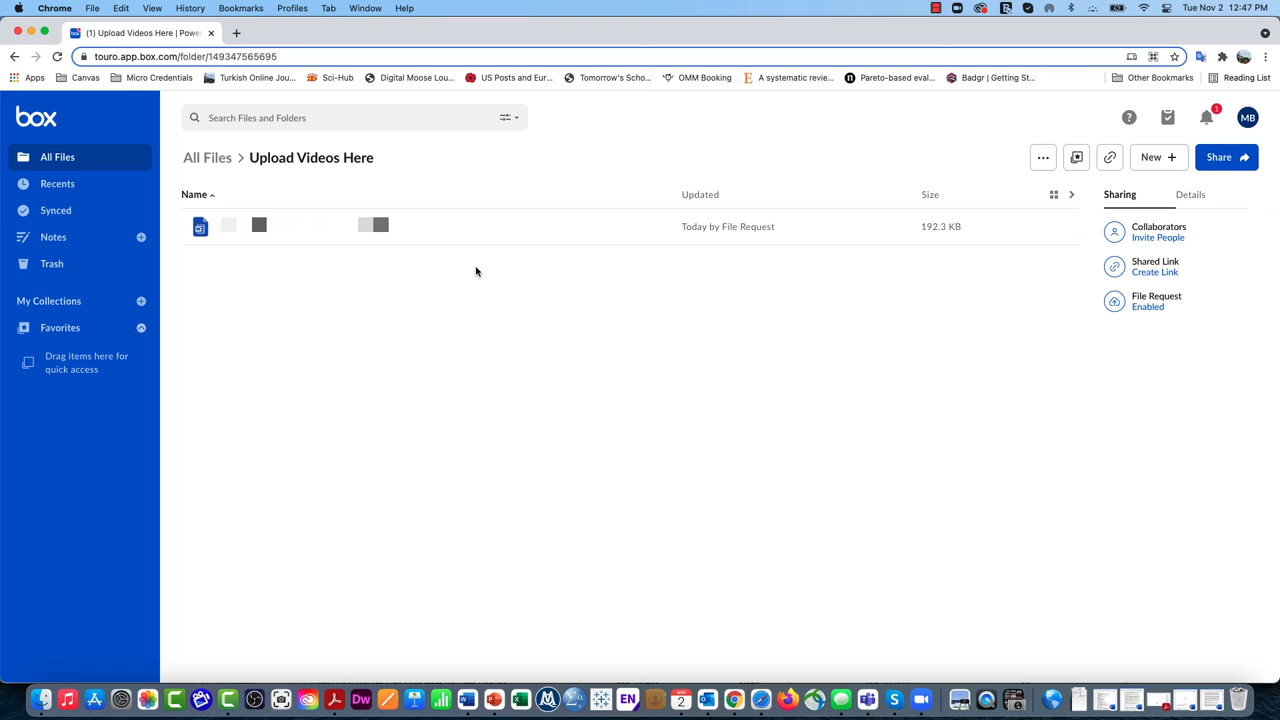 Chrome File Edit View History Bookmarks Profiles Tab Window Help Tue Nov 2 12:47 PM
(1) Upload Videos Here | Powe
touro.app.box.com/folder/149347565695
Apps Canvas Micro Credentials Turkish Online Jou... Sci-Hub Digital Moose Lou... US Posts and Eur... Tomorrow's Scho... OMM Booking A systematic revie... Pareto-based eval... Badgr | Getting St... Other Bookmarks Reading List
box
Search Files and Folders
1
MB
All Files
Recents
Synced
Notes
Trash
My Collections
Favorites
Drag items here for
quick access
All Files > Upload Videos Here
New +
Share
Name Updated Size
Today by File Request 192.3 KB
Sharing Details
Collaborators
Invite People
Shared Link
Create Link
File Request
Enabled
Dw
EN
NOV
2